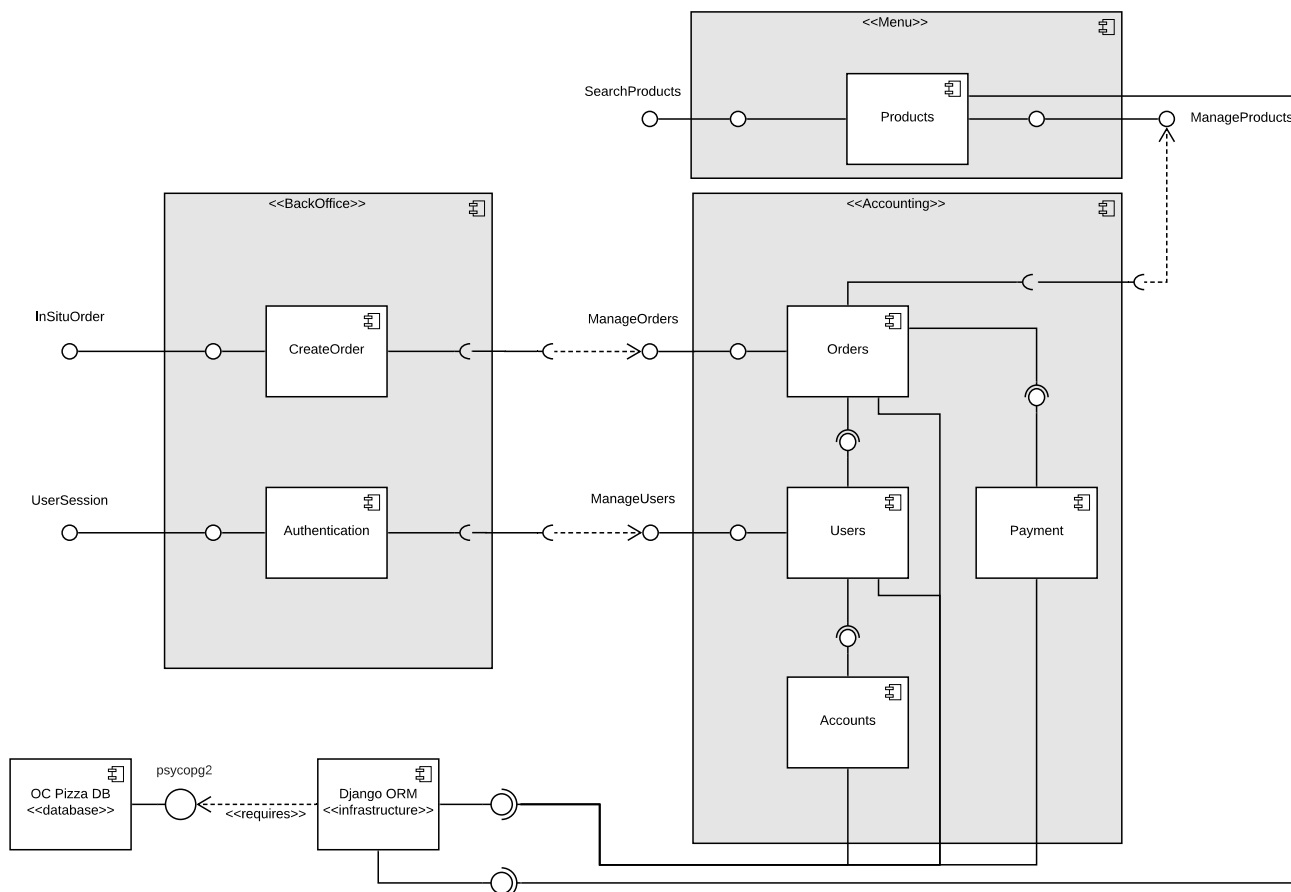 <<Menu>>
SearchProducts
Products
ManageProducts
<<BackOffice>>
<<Accounting>>
InSituOrder
CreateOrder
ManageOrders
Orders
UserSession
Authentication
ManageUsers
Users
Payment
Accounts
OC Pizza DB
<<database>>
psycopg2
<<requires>>
Django ORM
<<infrastructure>>